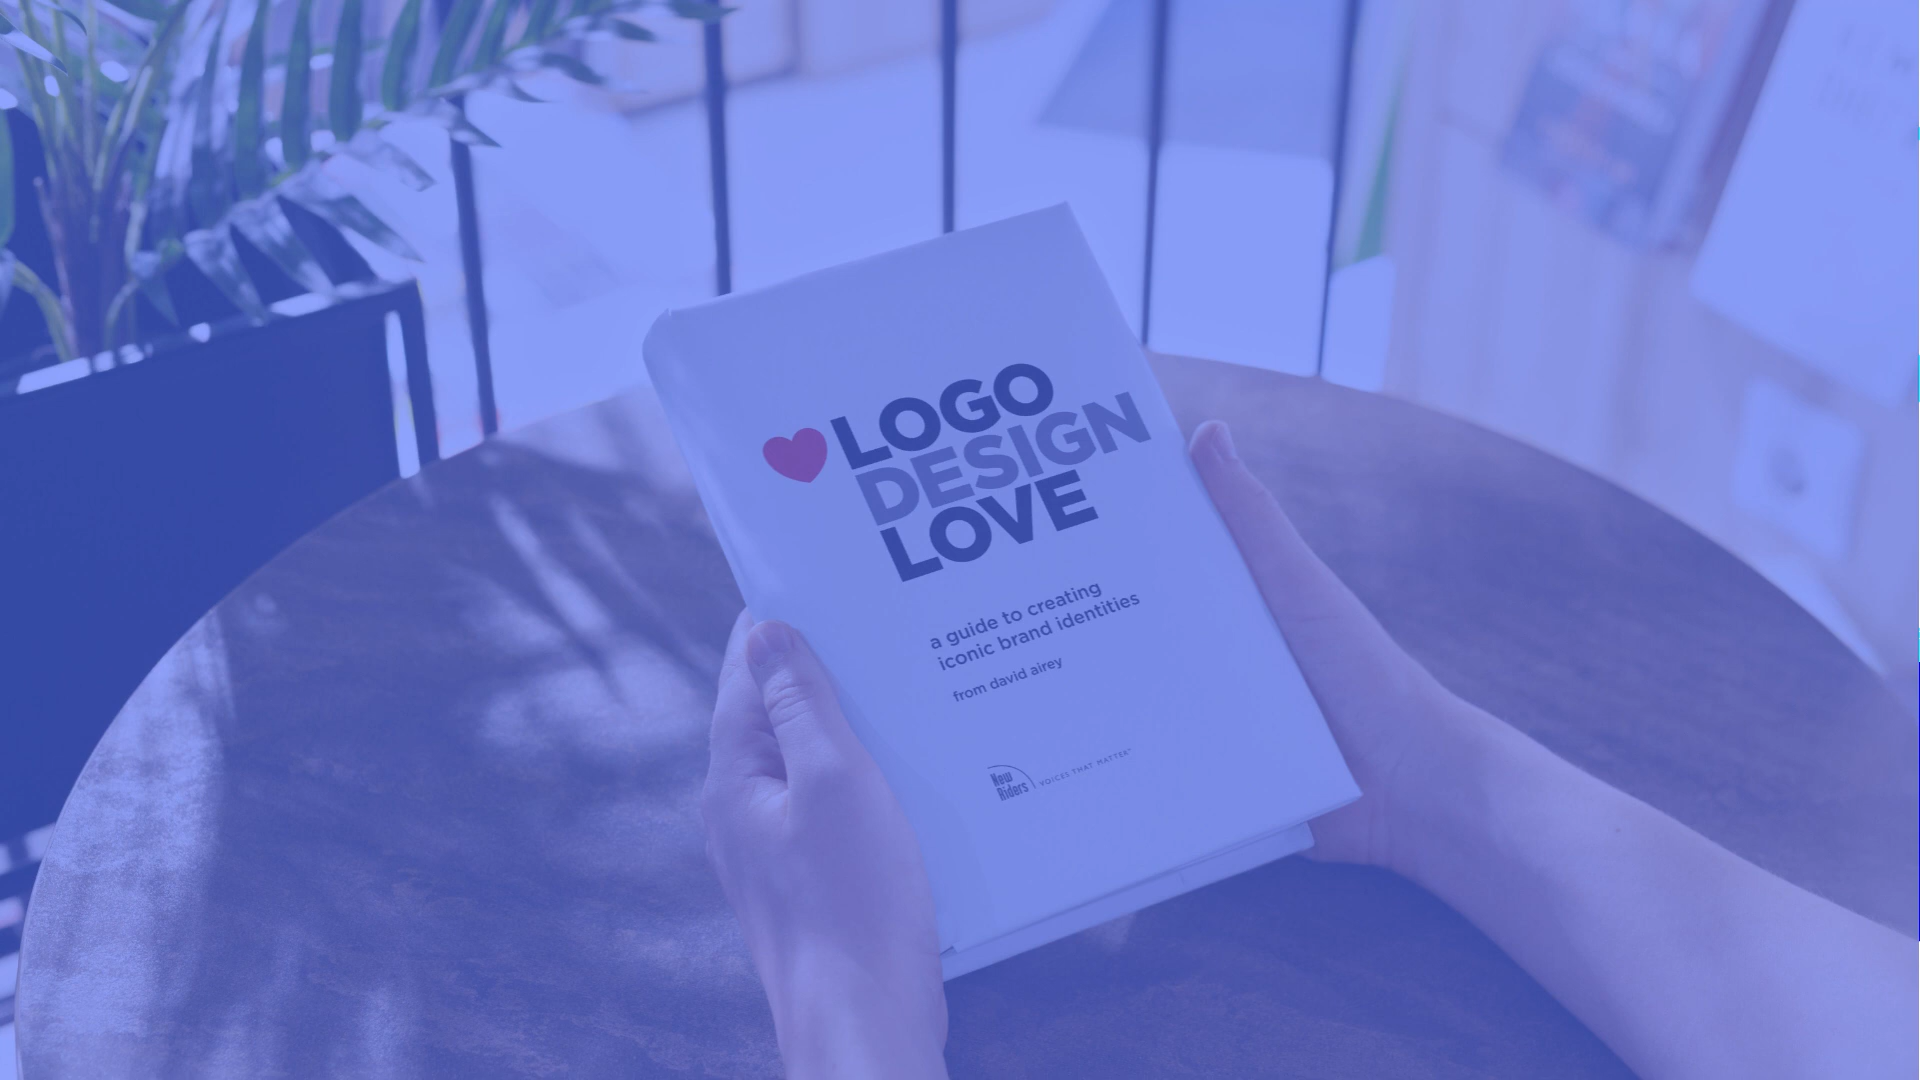 LOGO
DESIGN
LOVE
a guide to creating
iconic brand identities
from david airey
New
Riders
VOICES THAT MATTER™